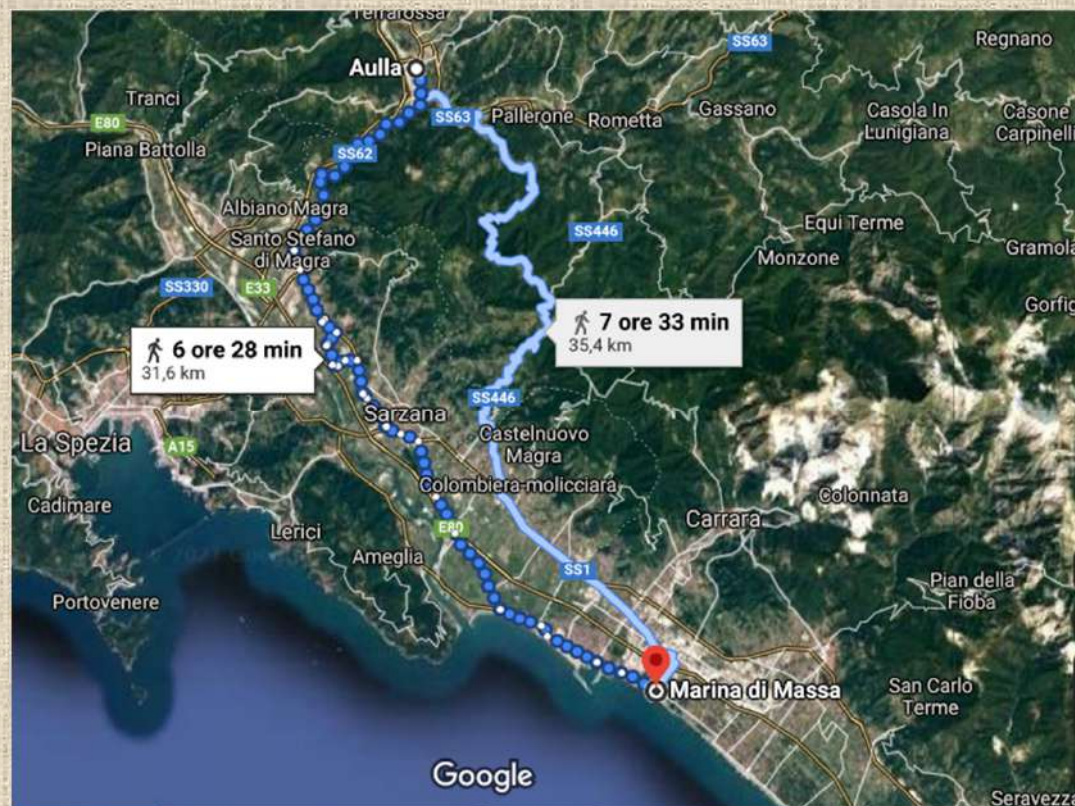 Terrarossa
SS63
Regnano
Aulla
Tranci
E80
SS63
Pallerone
Rometta
Gassano
Casola In
Lunigiana
Casone
Carpinelli
Piana Battolla
SS62
Albiano Magra
Equi Terme
SS446
Santo Stefano
di Magra
Monzone
Gramola
SS330
E33
Gorfig
7 ore 33 min
35,4 km
6 ore 28 min
31,6 km
SS446
Sarzana
La Spezia
A15
Castelnuovo
Magra
Colombiera-molicciara
Colonnata
Cadimare
Lerici
E80
Carrara
Ameglia
SS1
Pian della
Fioba
Portovenere
Marina di Massa
San Carlo
Terme
Google
Seravezza